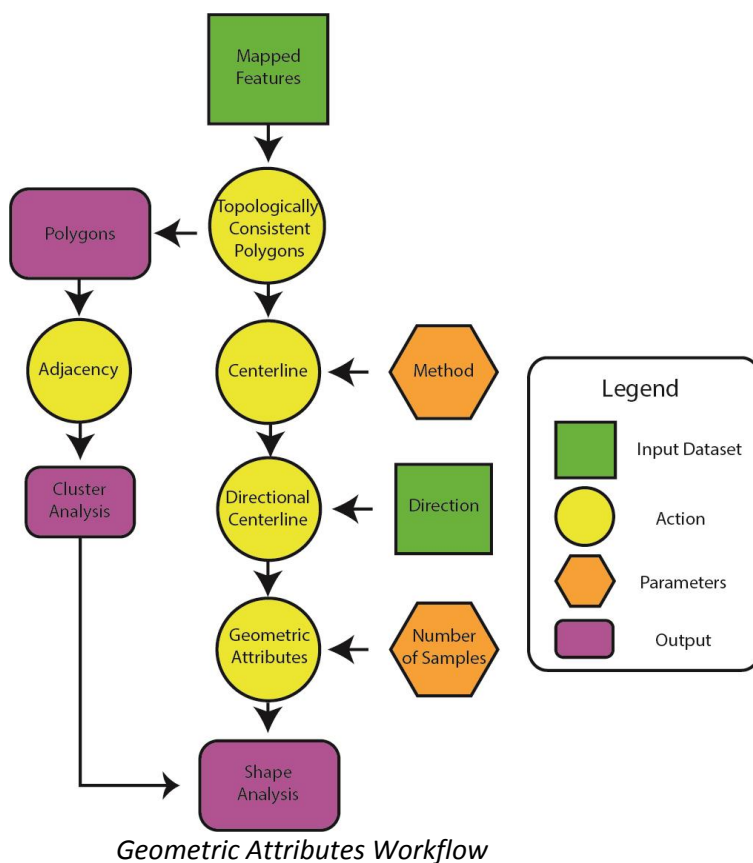 Mapped
Features
Topologically
Consistent
Polygons
Polygons
Adjacency
Centerline
Method
Cluster
Analysis
Directional
Centerline
Direction
Geometric
Attributes
Number
of Samples
Shape
Analysis
Legend
Input Dataset
Action
Parameters
Output
Geometric Attributes Workflow